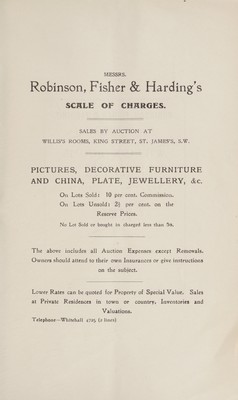 MESSRS.
Robinson, Fisher & Harding's
SCALE OF CHARGES.
SALES BY AUCTION AT
WILLIS'S ROOMS, KING STREET, ST. JAMES'S, S.W.
PICTURES, DECORATIVE FURNITURE
AND CHINA, PLATE, JEWELLERY, &c.
On Lots Sold: 10 per cent. Commission.
On Lots Unsold: 2½ per cent. on the
Reserve Prices.
No Lot Sold or bought in charged less than 5s.
The above includes all Auction Expenses except Removals.
Owners should attend to their own Insurances or give instructions
on the subject.
Lower Rates can be quoted for Property of Special Value. Sales
at Private Residences in town or country, Inventories and
Valuations.
Telephone—Whitehall (2 lines)